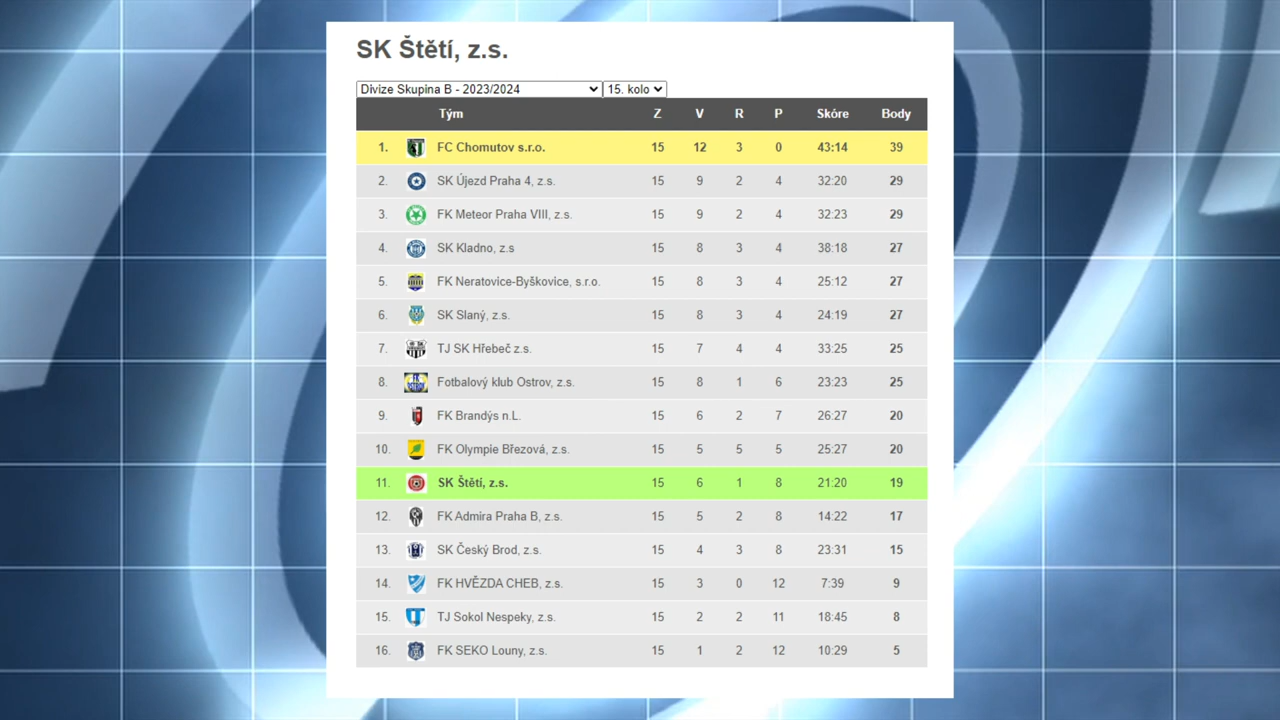 SK Štětí, z.s.
Divize Skupina B - 2023/2024 15. kolo
Tým Z V R P Skóre Body
1. FC Chomutov s.r.o. 15 12 3 0 43:14 39
2. SK Újezd Praha 4, z.s. 15 9 2 4 32:20 29
3. FK Meteor Praha VIII, z.s. 15 9 2 4 32:23 29
4. SK Kladno, z.s 15 8 3 4 38:18 27
5. FK Neratovice-Byškovice, s.r.o. 15 8 3 4 25:12 27
6. SK Slaný, z.s. 15 8 3 4 24:19 27
7. TJ SK Hřebeč z.s. 15 7 4 4 33:25 25
8. Fotbalový klub Ostrov, z.s. 15 8 1 6 23:23 25
9. FK Brandýs n.L. 15 6 2 7 26:27 20
10. FK Olympie Březová, z.s. 15 5 5 5 25:27 20
11. SK Štětí, z.s. 15 6 1 8 21:20 19
12. FK Admira Praha B, z.s. 15 5 2 8 14:22 17
13. SK Český Brod, z.s. 15 4 3 8 23:31 15
14. FK HVĚZDA CHEB, z.s. 15 3 0 12 7:39 9
15. TJ Sokol Nespeky, z.s. 15 2 2 11 18:45 8
16. FK SEKO Louny, z.s. 15 1 2 12 10:29 5